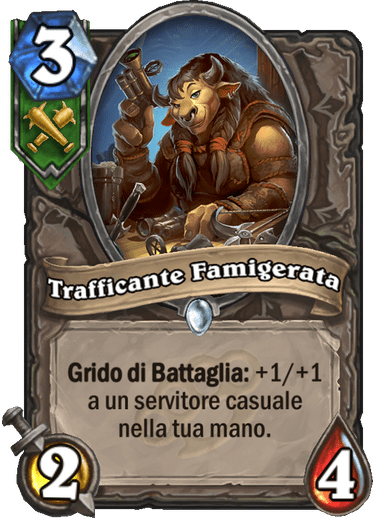 3
Trafficante Famigerata
Grido di Battaglia: +1/+1
a un servitore casuale
nella tua mano.
2
4